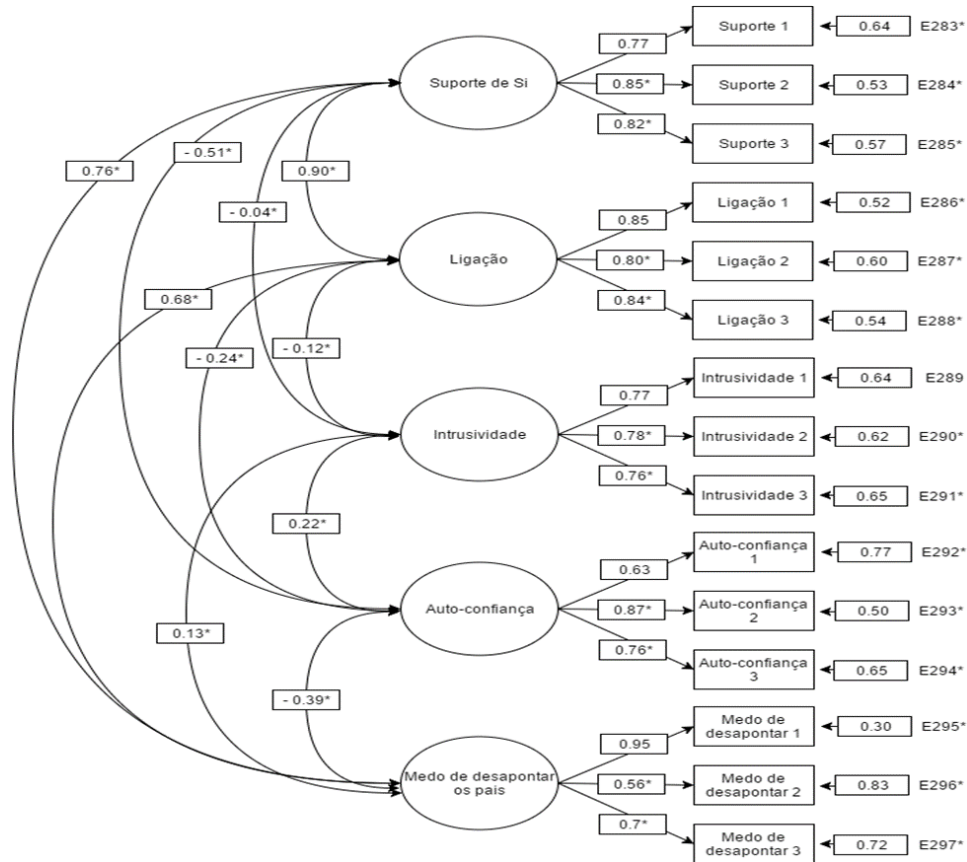 Suporte de Si
0.77
Suporte 1
0.64
E283*
0.85*
Suporte 2
0.53
E284*
0.82*
Suporte 3
0.57
E285*
0.76*
- 0.51*
- 0.04*
0.90*
Ligação
0.85
Ligação 1
0.52
E286*
0.80*
Ligação 2
0.60
E287*
0.84*
Ligação 3
0.54
E288*
0.68*
- 0.24*
- 0.12*
Intrusividade
0.77
Intrusividade 1
0.64
E289
0.78*
Intrusividade 2
0.62
E290*
0.76*
Intrusividade 3
0.65
E291*
0.22*
0.13*
Auto-confiança
0.63
Auto-confiança
1
0.77
E292*
0.87*
Auto-confiança
2
0.50
E293*
0.76*
Auto-confiança
3
0.65
E294*
- 0.39*
Medo de desapontar
os pais
0.95
Medo de
desapontar 1
0.30
E295*
0.56*
Medo de
desapontar 2
0.83
E296*
0.7*
Medo de
desapontar 3
0.72
E297*